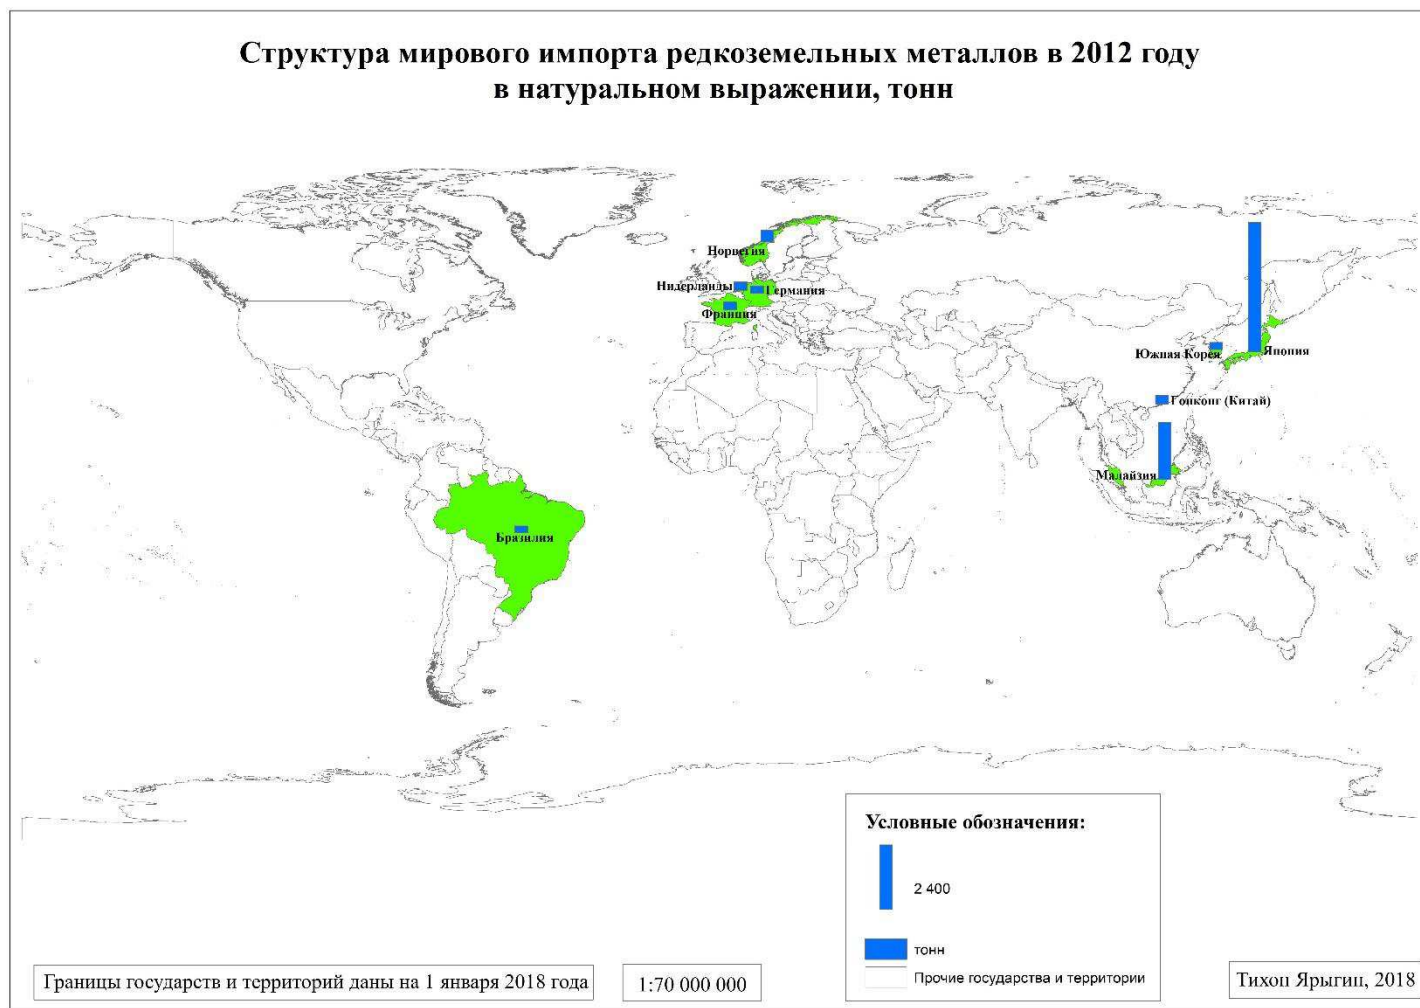 Структура мирового импорта редкоземельных металлов в 2012 году
в натуральном выражении, тонн
Норвегия
Нидерланды
Германия
Франция
Южная Корея
Япония
Гонконг (Китай)
Малайзия
Бразилия
Условные обозначения:
2 400
тонн
Прочие государства и территории
Границы государств и территорий даны на 1 января 2018 года
1:70 000 000
Тихон Ярыгин, 2018